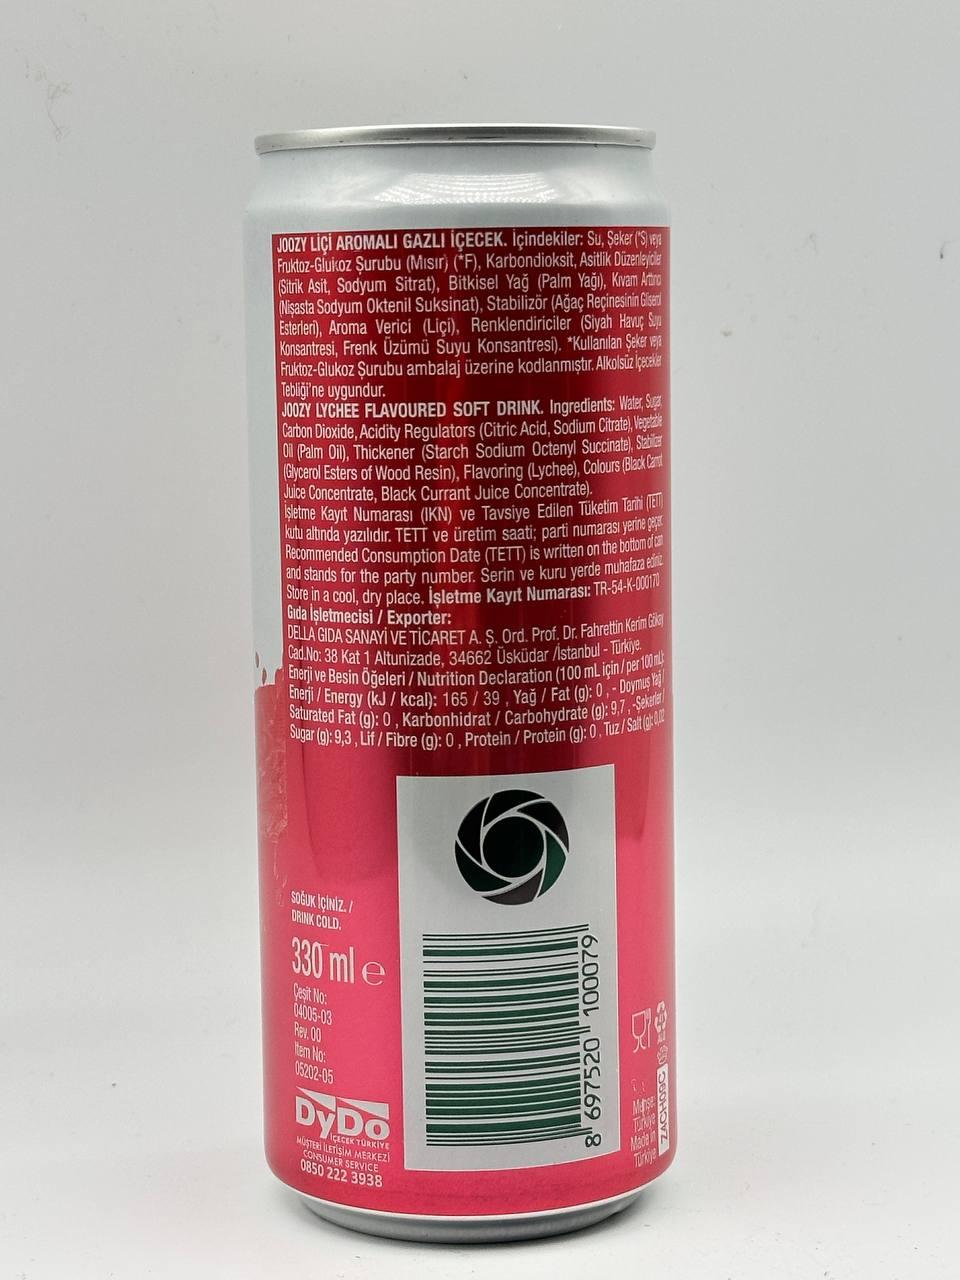 JOOZY LİÇİ AROMALI GAZLI İÇECEK. İçindekiler: Su, Şeker (*S) veya
Fruktoz-Glukoz Şurubu (Mısır) (*F), Karbondioksit, Asitlik Düzenleyiciler
(Sitrik Asit, Sodyum Sitrat), Bitkisel Yağ (Palm Yağı), Kıvam Arttırıcı
(Nişasta Sodyum Oktenil Suksinat), Stabilizör (Ağaç Reçinesinin Gliserol
Esterleri), Aroma Verici (Liçi), Renklendiriciler (Siyah Havuç Suyu
Konsantresi, Frenk Üzümü Suyu Konsantresi). *Kullanılan Şeker veya
Fruktoz-Glukoz Şurubu ambalaj üzerine kodlanmıştır. Alkolsüz İçecekler
Tebliği'ne uygundur.
JOOZY LYCHEE FLAVOURED SOFT DRINK. Ingredients: Water, Sugar,
Carbon Dioxide, Acidity Regulators (Citric Acid, Sodium Citrate), Vegetable
Oil (Palm Oil), Thickener (Starch Sodium Octenyl Succinate), Stabilizer
(Glycerol Esters of Wood Resin), Flavoring (Lychee), Colours (Black Carrot
Juice Concentrate, Black Currant Juice Concentrate).
İşletme Kayıt Numarası (IKN) ve Tavsiye Edilen Tüketim Tarihi (TETT)
kutu altında yazılıdır. TETT ve üretim saati; parti numarası yerine geçer.
Recommended Consumption Date (TETT) is written on the bottom of can
and stands for the party number. Serin ve kuru yerde muhafaza ediniz.
Store in a cool, dry place. İşletme Kayıt Numarası: TR-54-K-000170
Gıda İşletmecisi / Exporter:
DELLA GIDA SANAYİ VE TİCARET A. Ş. Ord. Prof. Dr. Fahrettin Kerim Gökay
Cad.No: 38 Kat 1 Altunizade, 34662 Üsküdar /İstanbul - Türkiye.
Enerji ve Besin Öğeleri / Nutrition Declaration (100 mL için / per 100 mL):
Enerji / Energy (kJ / kcal): 165 / 39 , Yağ / Fat (g): 0 , - Doymuş Yağ /
Saturated Fat (g): 0 , Karbonhidrat / Carbohydrate (g): 9,7 , -Şekerler /
Sugar (g): 9,3 , Lif / Fibre (g): 0 , Protein / Protein (g): 0 , Tuz / Salt (g): 0,02
SOĞUK İÇİNİZ. /
DRINK COLD.
330 ml e
Çeşit No:
04005-03
Rev. 00
Item No:
05202-05
DyDo
İÇECEK TÜRKİYE
MÜŞTERİ İLETİŞİM MERKEZİ
CONSUMER SERVICE
0850 222 3938
8 697520 100079
ALU
Menşe:
Türkiye
Made in
Türkiye